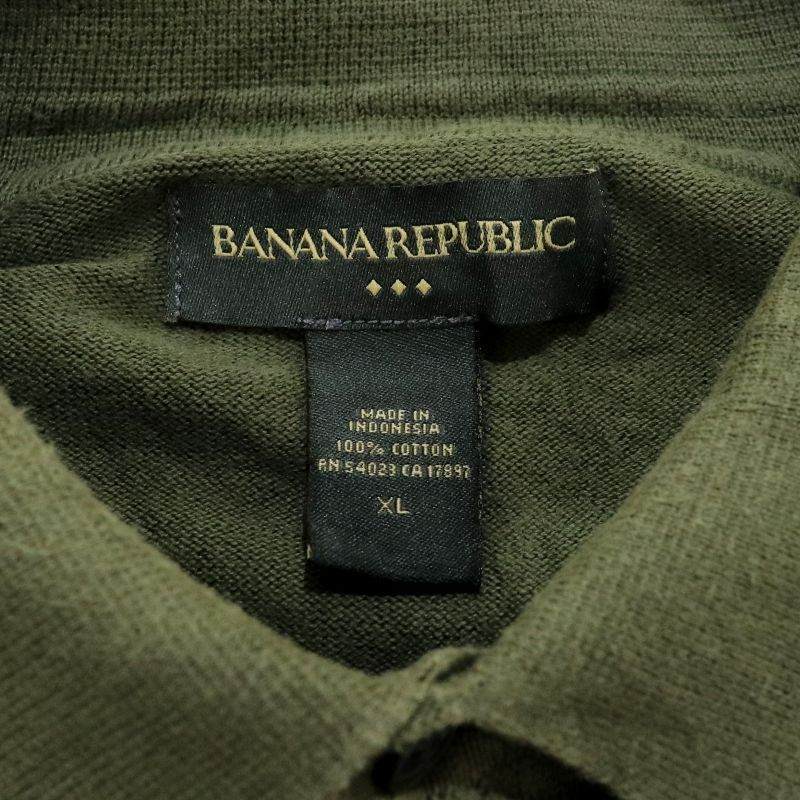 BANANA REPUBLIC
MADE IN
INDONESIA
100% COTTON
RN 54023 CA 17897
XL